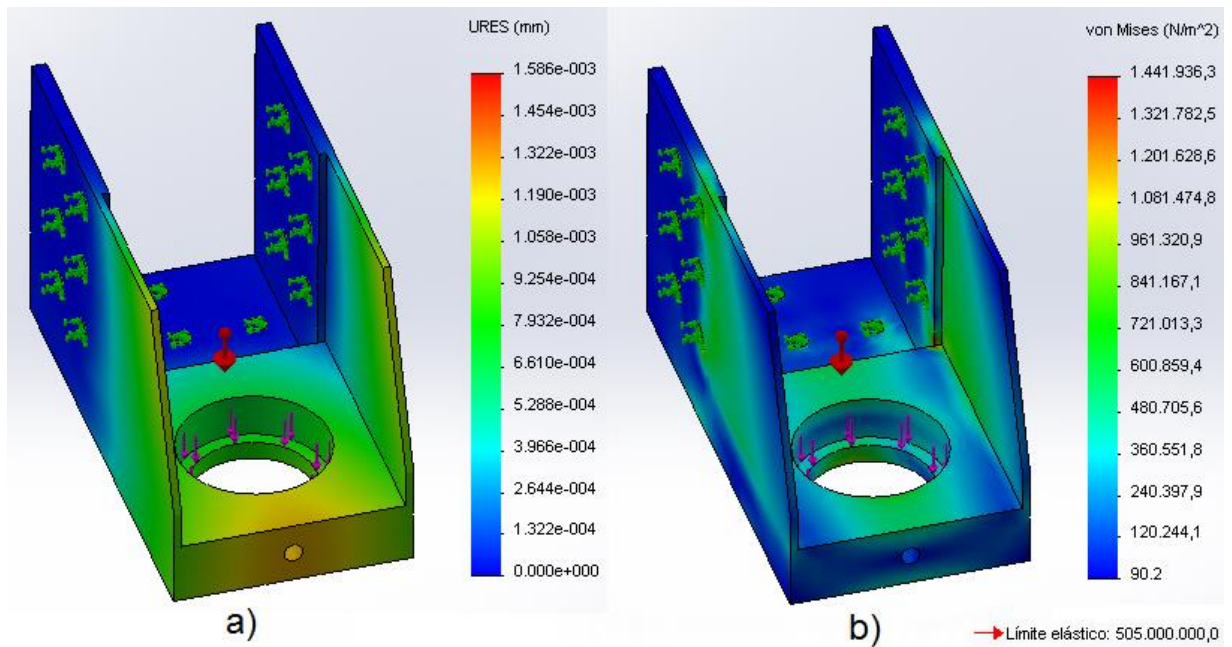 URES (mm)
1.586e-003
1.454e-003
1.322e-003
1.190e-003
1.058e-003
9.254e-004
7.932e-004
6.610e-004
5.288e-004
3.966e-004
2.644e-004
1.322e-004
0.000e+000
a)
von Mises (N/m^2)
1.441.936,3
1.321.782,5
1.201.628,6
1.081.474,8
961.320,9
841.167,1
721.013,3
600.859,4
480.705,6
360.551,8
240.397,9
120.244,1
90.2
b)
Límite elástico: 505.000.000,0